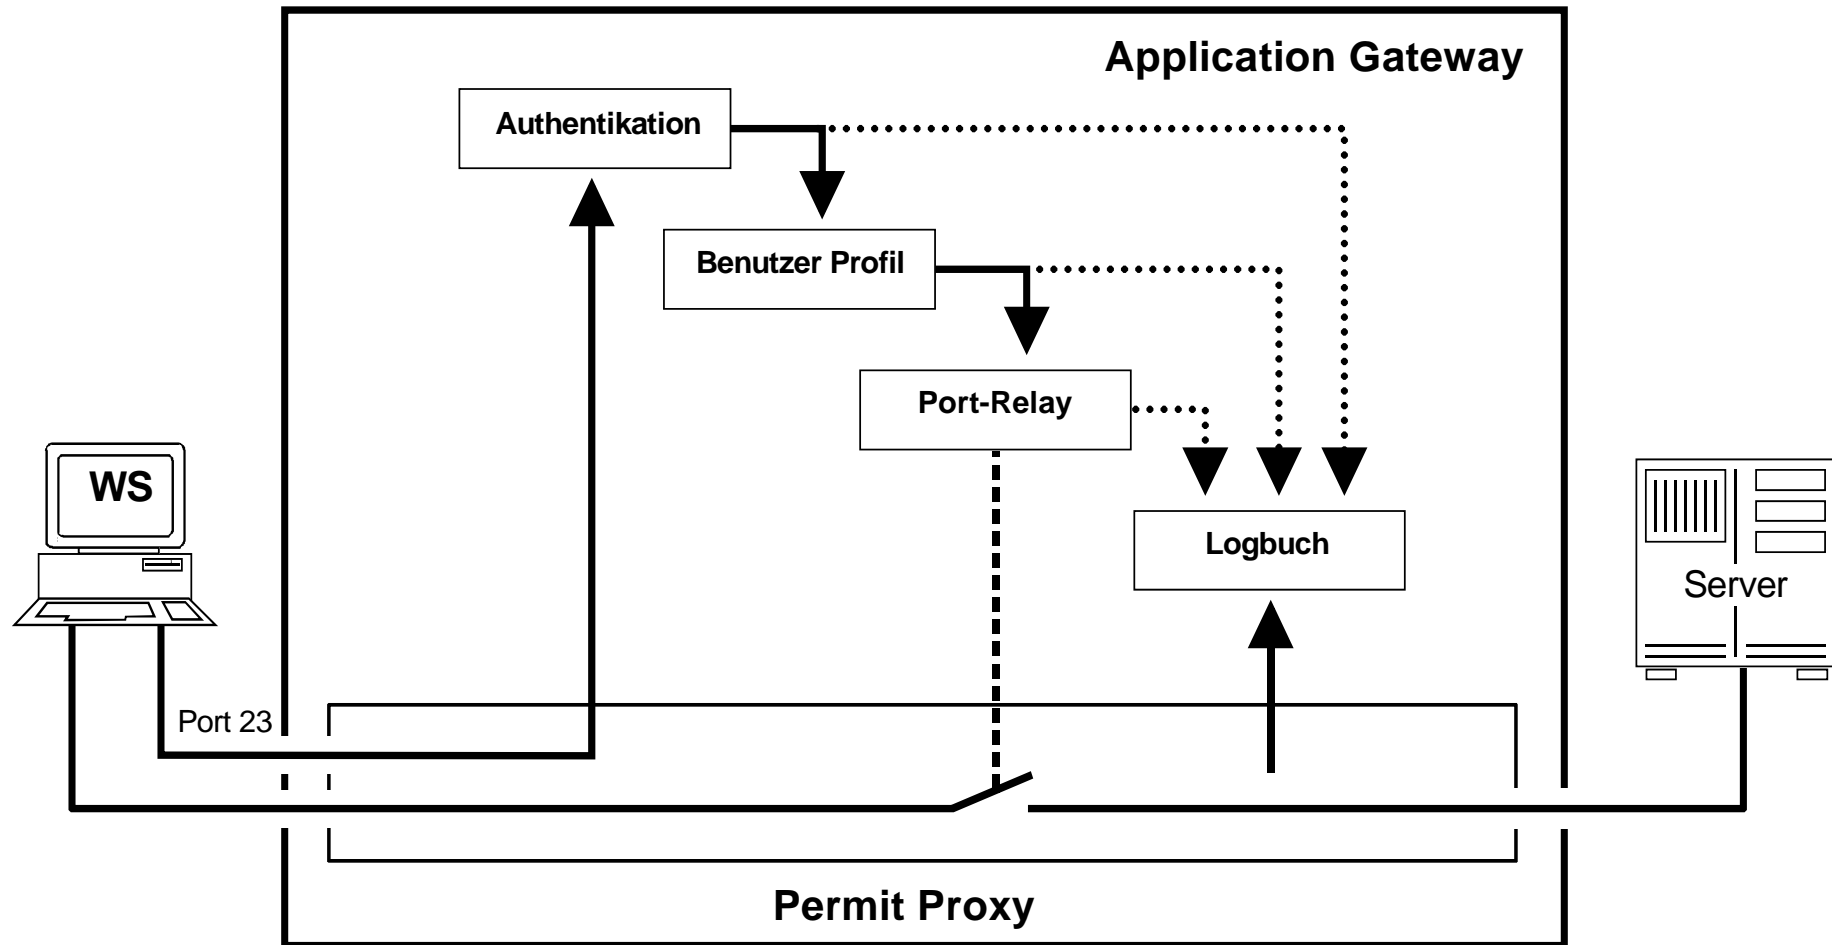 Application Gateway
Authentikation
Benutzer Profil
Port-Relay
WS
Logbuch
Server
Port 23
Permit Proxy